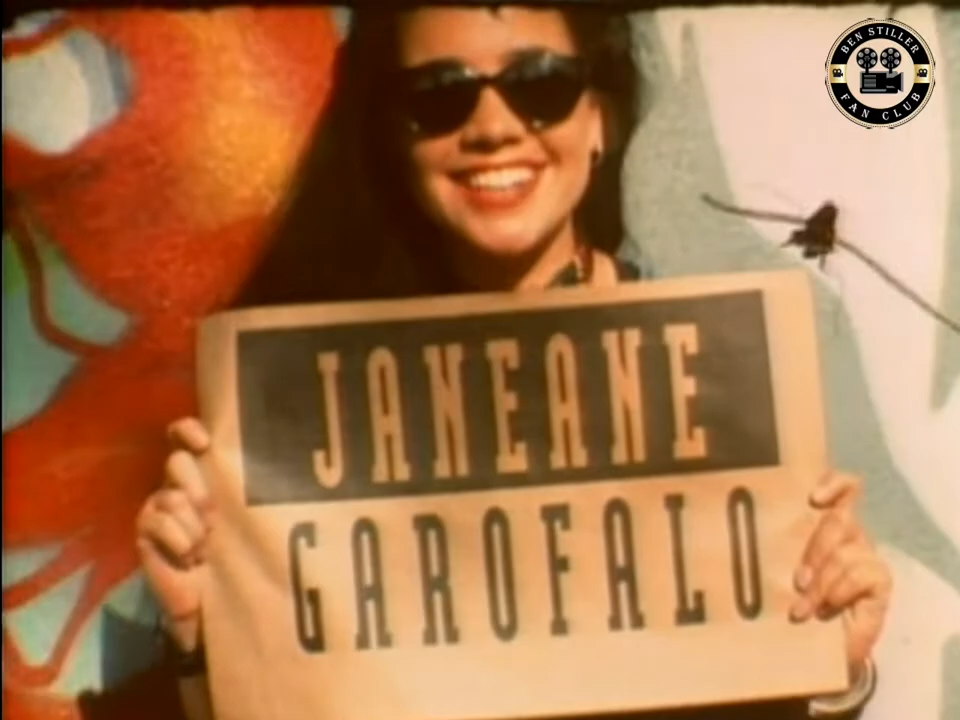 BEN STILLER
B B
FAN CLUB
JANEANE
GAROFALO